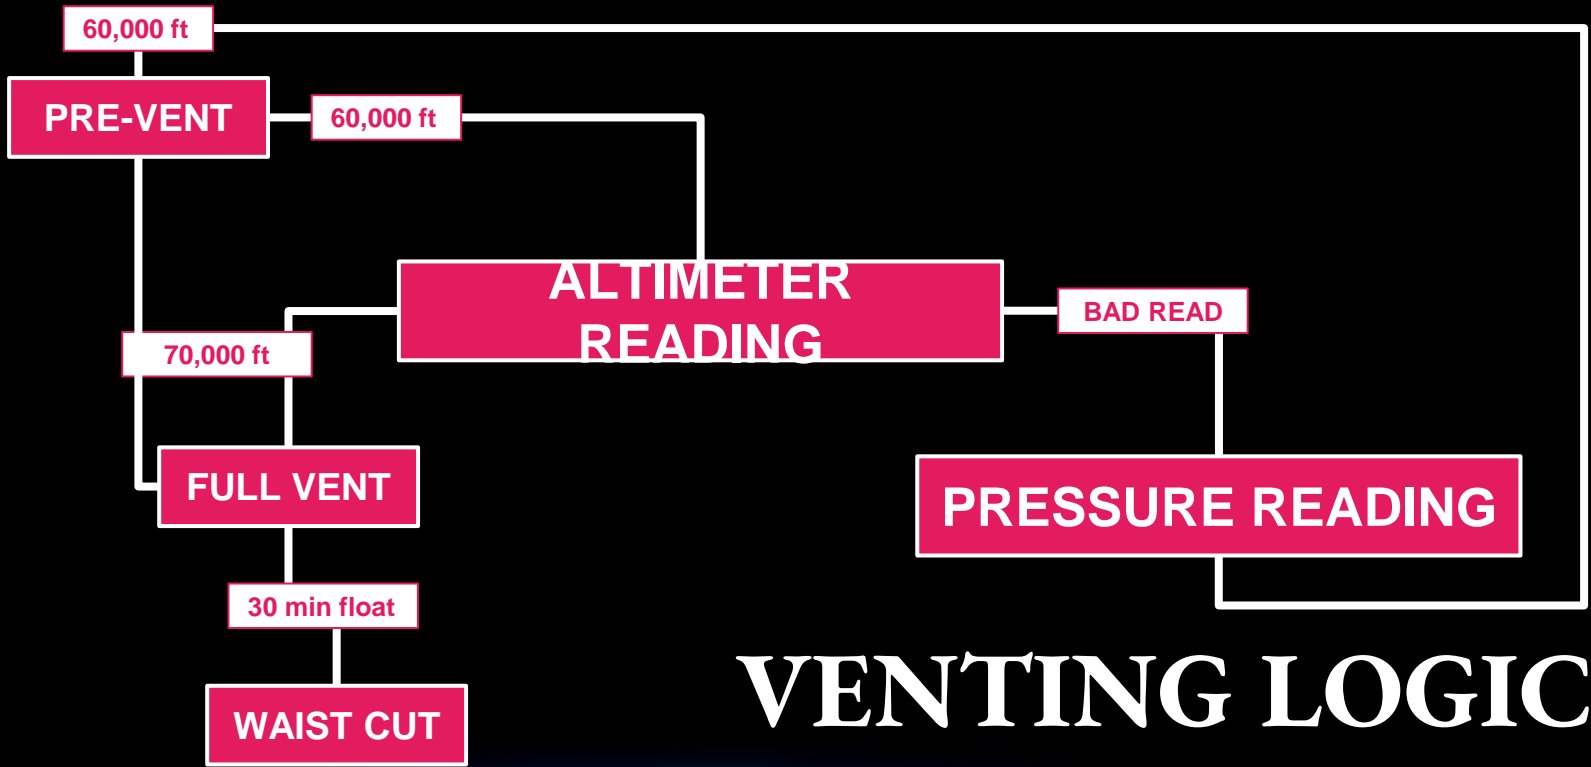 60,000 ft
PRE-VENT
60,000 ft
ALTIMETER
READING
BAD READ
70,000 ft
FULL VENT
PRESSURE READING
30 min float
WAIST CUT
VENTING LOGIC